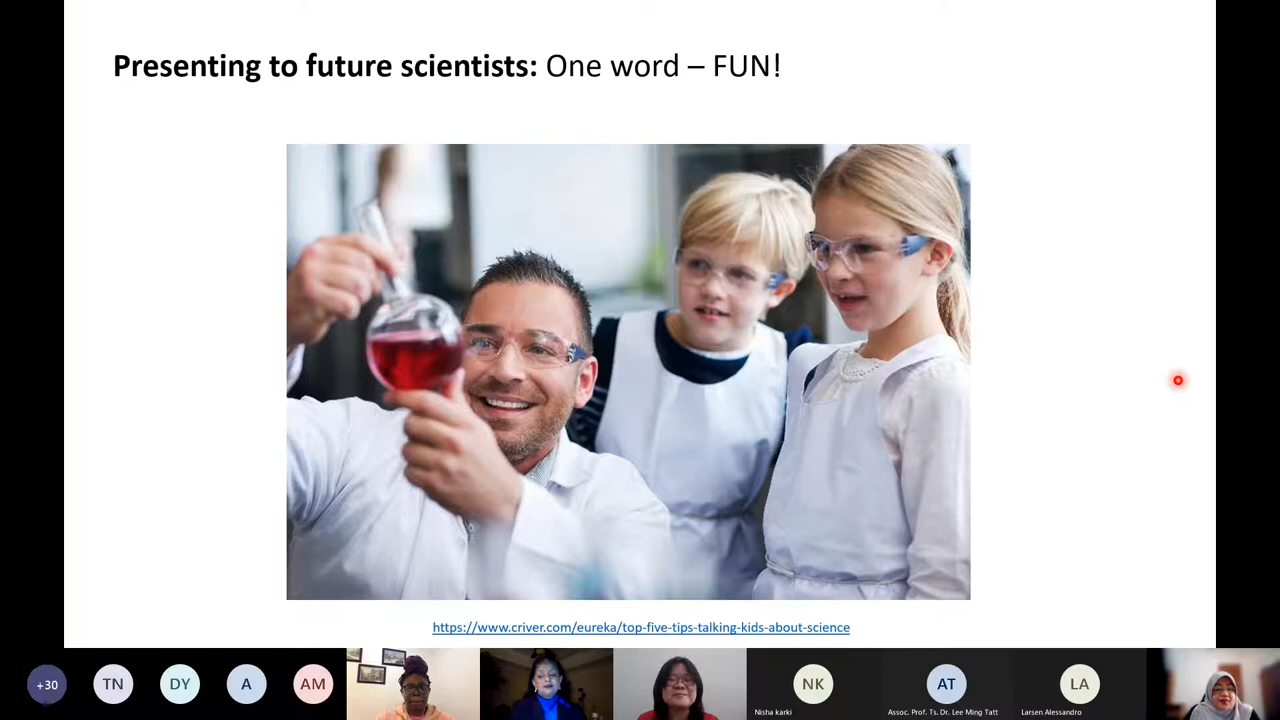 Presenting to future scientists: One word – FUN!
https://www.criver.com/eureka/top-five-tips-talking-kids-about-science
+30
TN
DY
A
AM
NK
Nisha karki
AT
Assoc. Prof. Ts. Dr. Lee Ming Tatt
LA
Larsen Alessandro